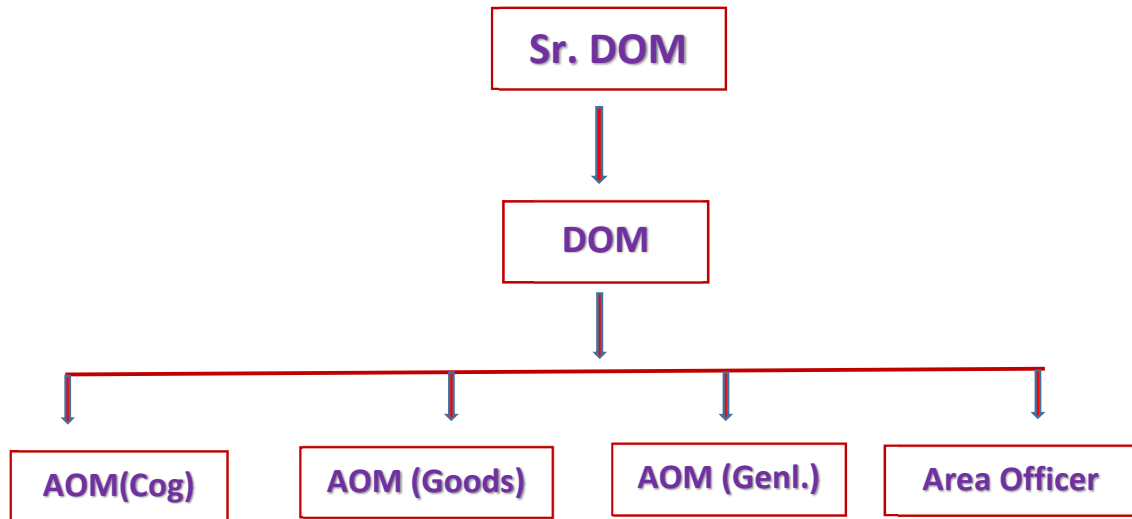 Sr. DOM
DOM
AOM(Cog)
AOM (Goods)
AOM (Genl.)
Area Officer